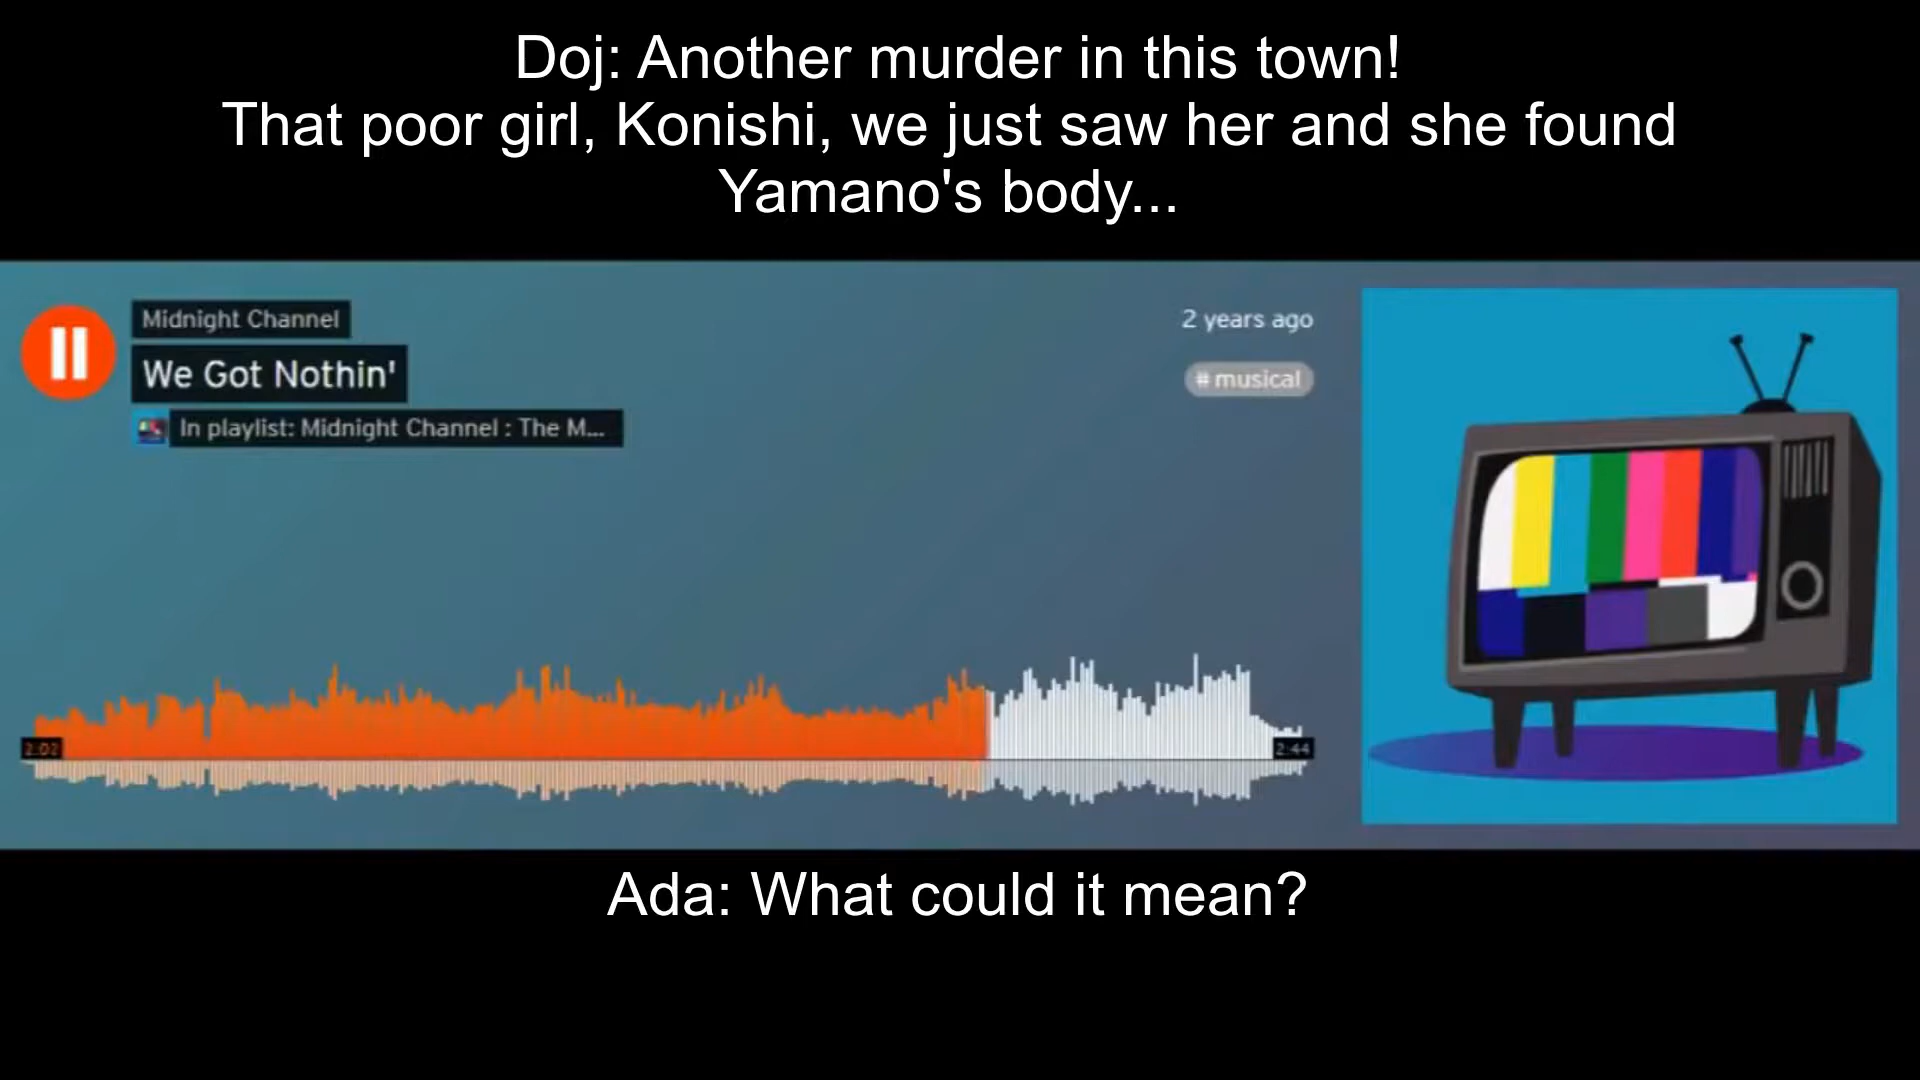 Doj: Another murder in this town!
That poor girl, Konishi, we just saw her and she found
Yamano's body...
Midnight Channel
2 years ago
We Got Nothin'
# musical
In playlist: Midnight Channel : The M...
2:02
2:44
Ada: What could it mean?